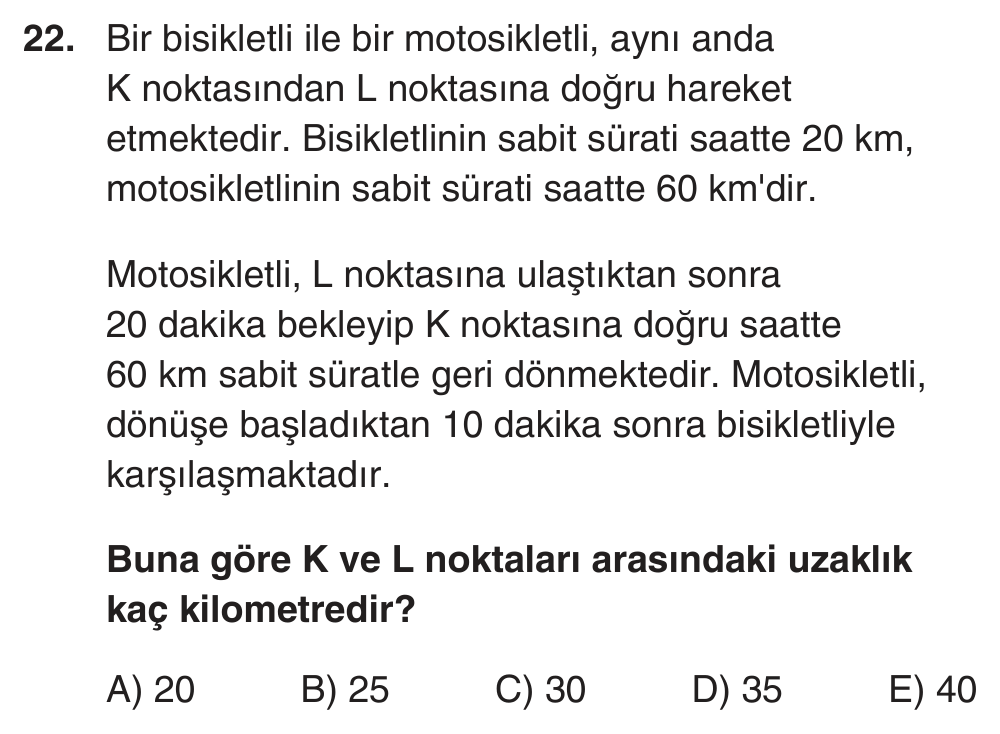 22. Bir bisikletli ile bir motosikletli, aynı anda
K noktasından L noktasına doğru hareket
etmektedir. Bisikletlinin sabit sürati saatte 20 km,
motosikletlinin sabit sürati saatte 60 km'dir.
Motosikletli, L noktasına ulaştıktan sonra
20 dakika bekleyip K noktasına doğru saatte
60 km sabit süratle geri dönmektedir. Motosikletli,
dönüşe başladıktan 10 dakika sonra bisikletliyle
karşılaşmaktadır.
Buna göre K ve L noktaları arasındaki uzaklık
kaç kilometredir?
A) 20 B) 25 C) 30 D) 35 E) 40